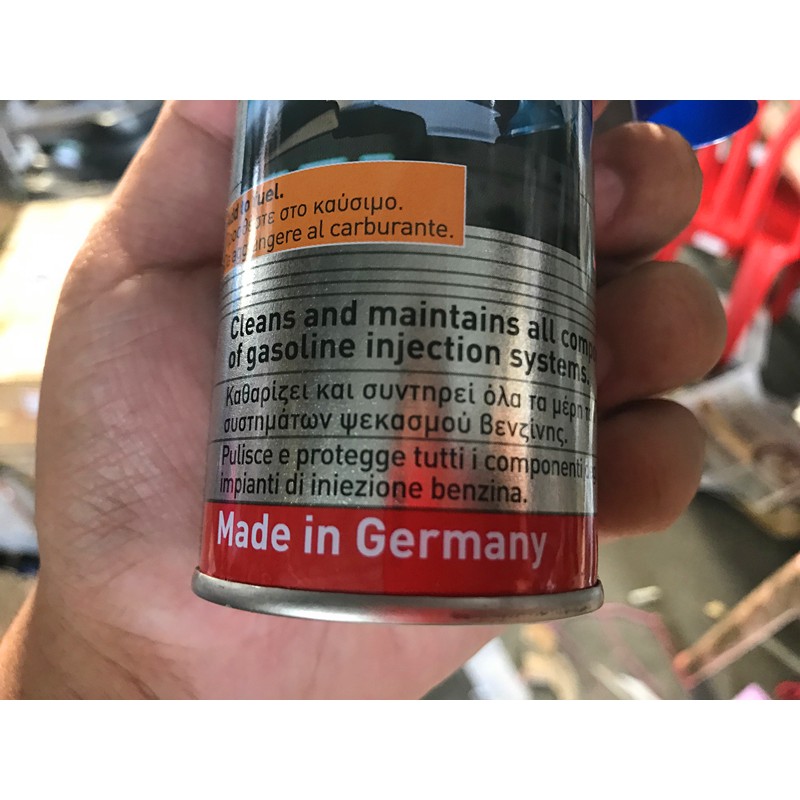 to fuel.
στο καύσιμο.
al carburante.
Cleans and maintains all
of gasoline injection systems.
Καθαρίζει και συντηρεί όλα τα μέρη
συστημάτων ψεκασμού βενζίνης.
Pulisce e protegge tutti i componenti
impianti di iniezione benzina.
Made in Germany